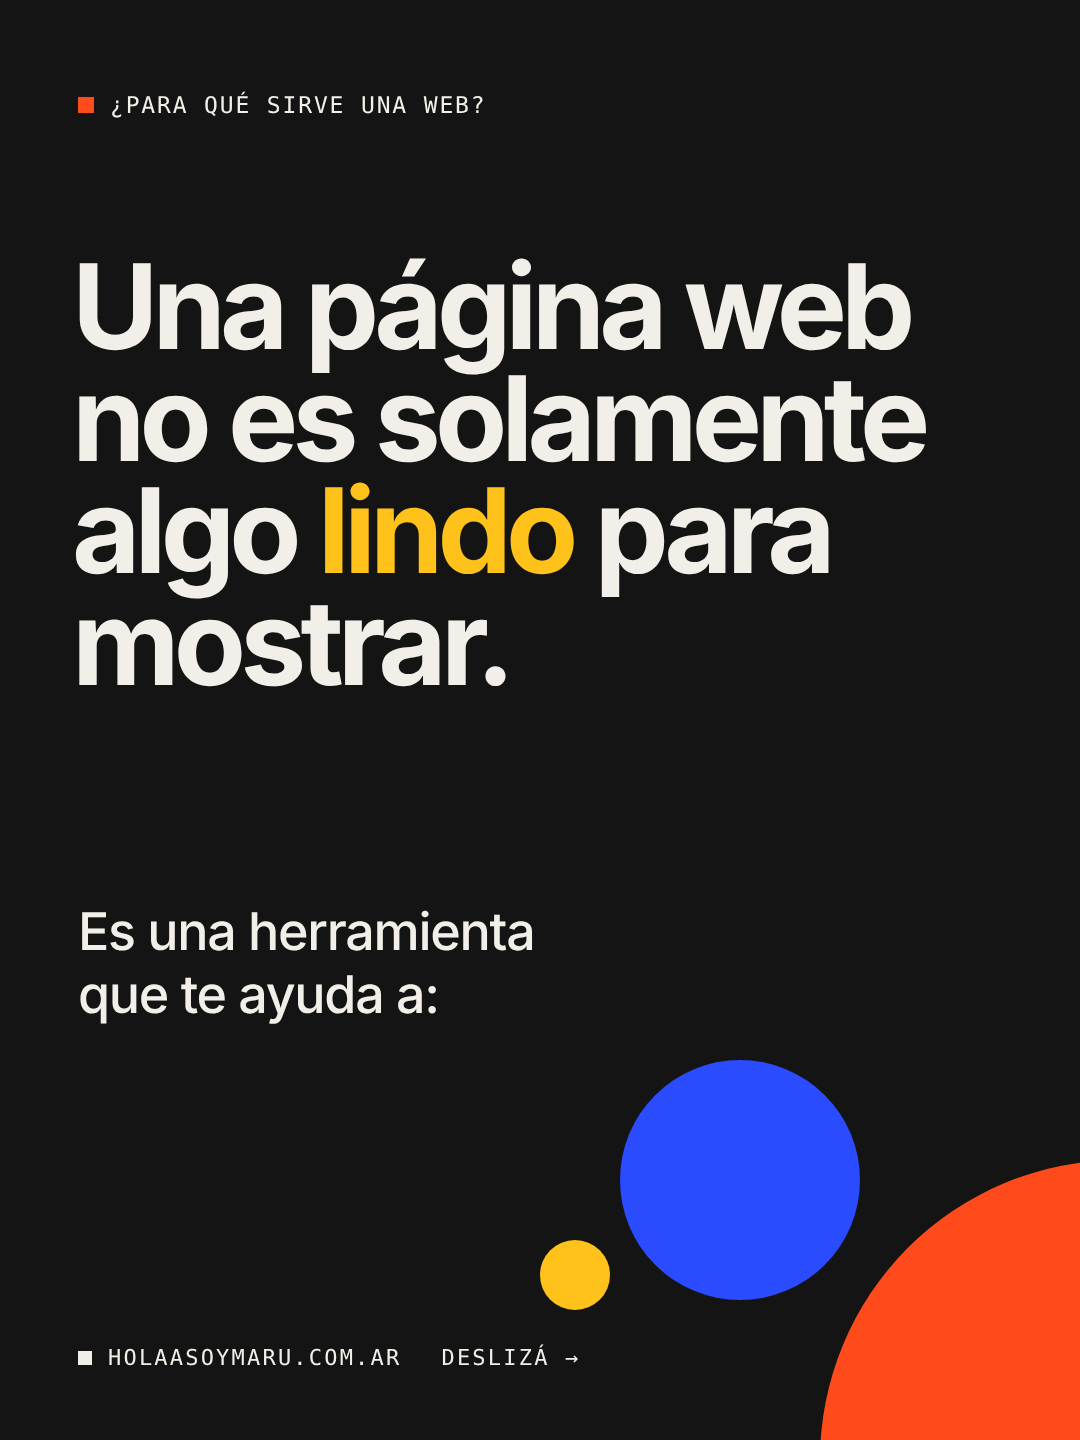 ¿PARA QUÉ SIRVE UNA WEB?
Una página web
no es solamente
algo lindo para
mostrar.
Es una herramienta
que te ayuda a:
HOLAASOYMARU.COM.AR DESLIZÁ →